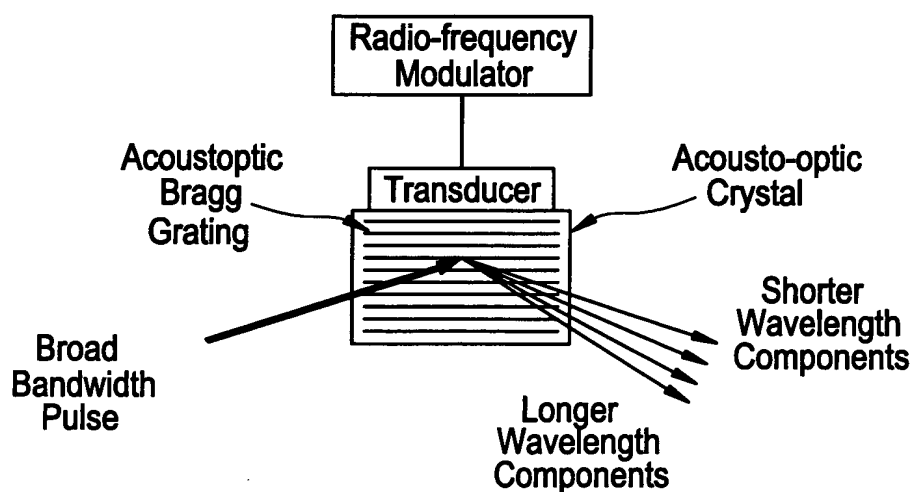 Radio-frequency
Modulator
Acoustoptic
Bragg
Grating
Transducer
Acousto-optic
Crystal
Broad
Bandwidth
Pulse
Shorter
Wavelength
Components
Longer
Wavelength
Components